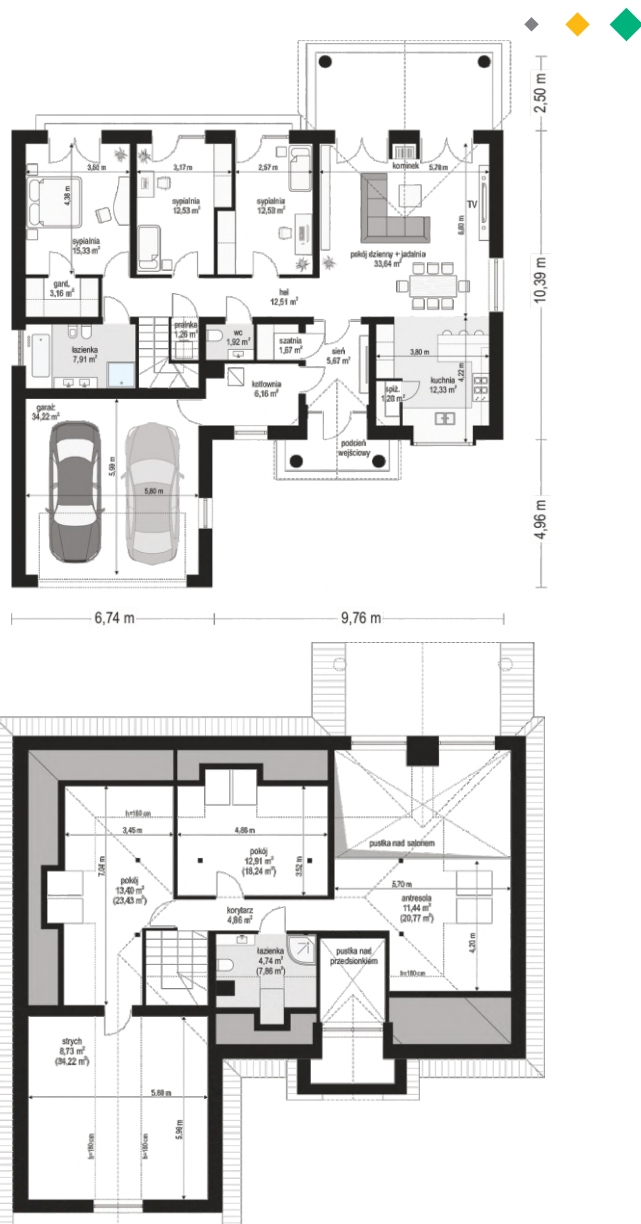 2,50 m
kominek
3,50 m
3,17 m
2,97 m
5,78 m
4,38 m
TV
6,60 m
sypialnia
12,53 m²
sypialnia
12,53 m²
sypialnia
15,33 m²
pokój dzienny + jadalnia
33,64 m²
gard.
3,16 m²
hol
12,51 m²
10,39 m
pralnia
1,26 m²
wc
1,92 m²
szatnia
1,67 m²
sień
5,67 m²
łazienka
7,91 m²
3,80 m
4,22 m
kuchnia
12,33 m²
kotłownia
6,16 m²
spiż.
1,20 m²
garaż
34,22 m²
podcień
wejściowy
5,99 m
5,80 m
4,96 m
6,74 m
9,76 m
h=180 cm
3,45 m
4,86 m
7,04 m
3,52 m
pustka nad salonem
pokój
12,91 m²
(18,24 m²)
pokój
13,40 m²
(23,43 m²)
5,70 m
antresola
11,44 m²
(20,77 m²)
korytarz
4,86 m²
4,20 m
łazienka
4,74 m²
(7,86 m²)
pustka nad
przedsionkiem
h=180 cm
strych
8,73 m²
(34,22 m²)
5,98 m
h=180 cm
h=180 cm